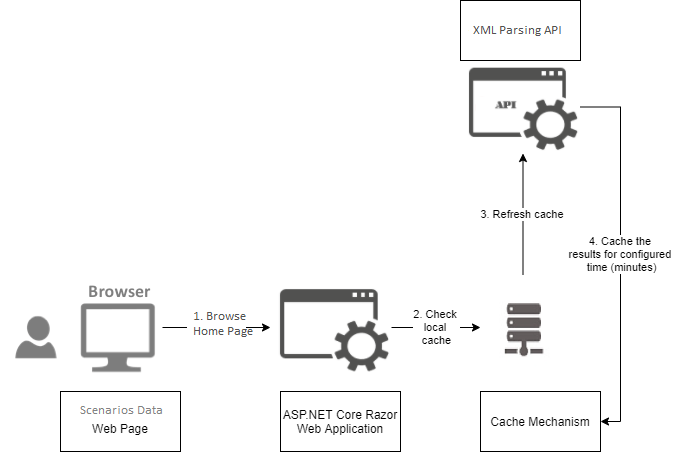 XML Parsing API
API
3. Refresh cache
4. Cache the
results for configured
time (minutes)
Browser
1. Browse
Home Page
2. Check
local
cache
Scenarios Data
Web Page
ASP.NET Core Razor
Web Application
Cache Mechanism